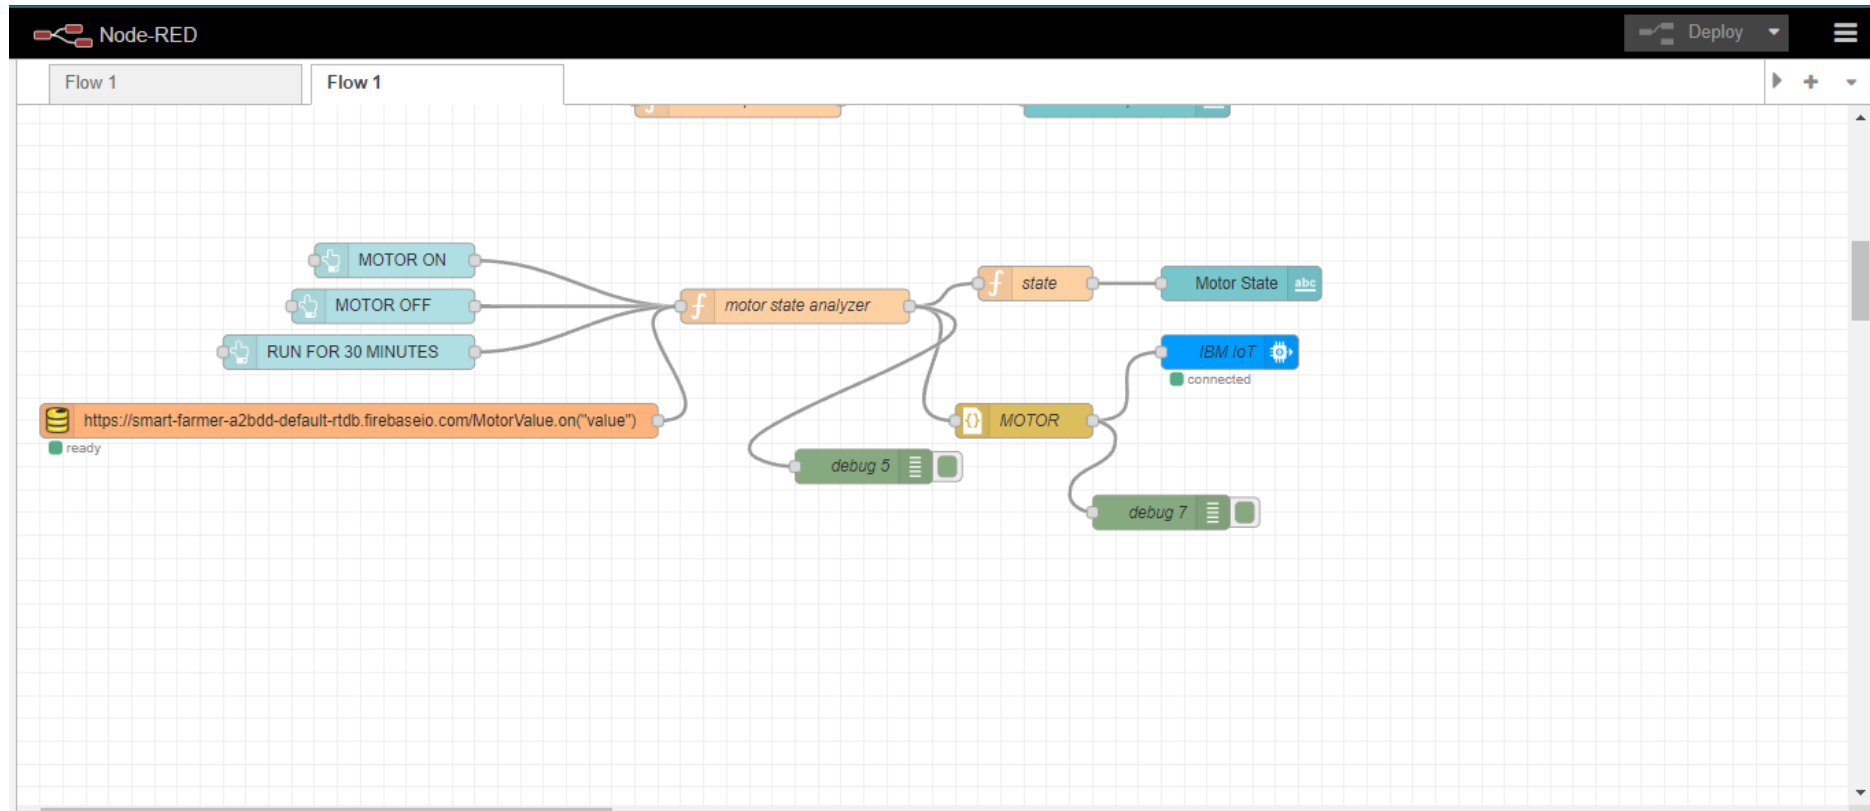 Node-RED
Deploy
Flow 1
Flow 1
MOTOR ON
MOTOR OFF
RUN FOR 30 MINUTES
https://smart-farmer-a2bdd-default-rtdb.firebaseio.com/MotorValue.on("value")
ready
motor state analyzer
state
Motor State
abc
IBM IoT
connected
MOTOR
debug 5
debug 7